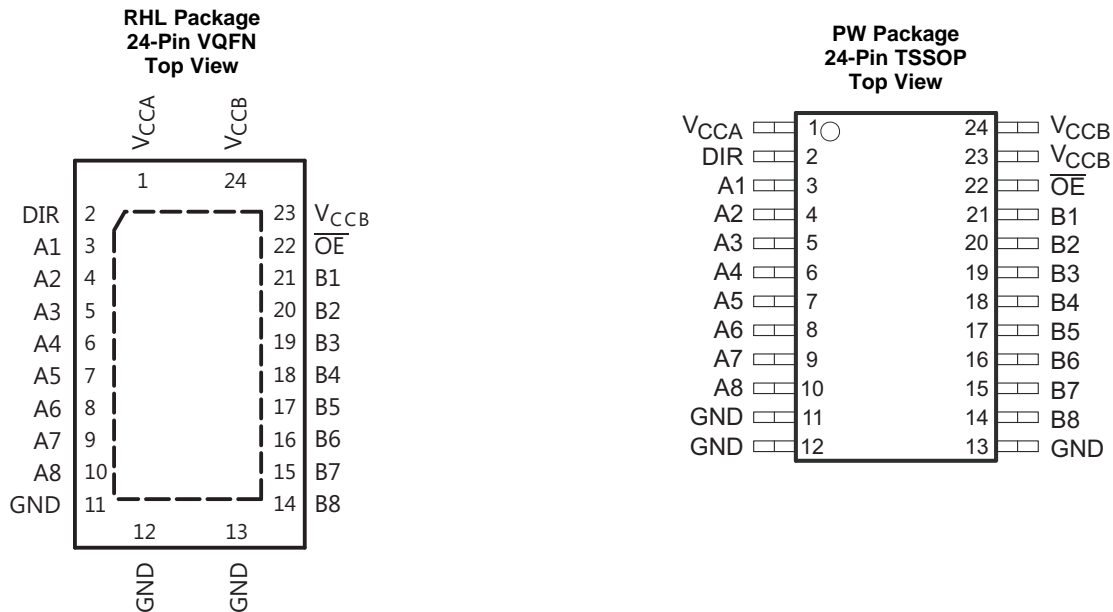 RHL Package
24-Pin VQFN
Top View
VCCA
VCCB
1
24
DIR 2
23 VCCB
A1 3
22 OE
A2 4
21 B1
A3 5
20 B2
A4 6
19 B3
A5 7
18 B4
A6 8
17 B5
A7 9
16 B6
A8 10
15 B7
GND 11
14 B8
12
13
GND
GND
PW Package
24-Pin TSSOP
Top View
VCCA 1
24 VCCB
DIR 2
23 VCCB
A1 3
22 OE
A2 4
21 B1
A3 5
20 B2
A4 6
19 B3
A5 7
18 B4
A6 8
17 B5
A7 9
16 B6
A8 10
15 B7
GND 11
14 B8
GND 12
13 GND